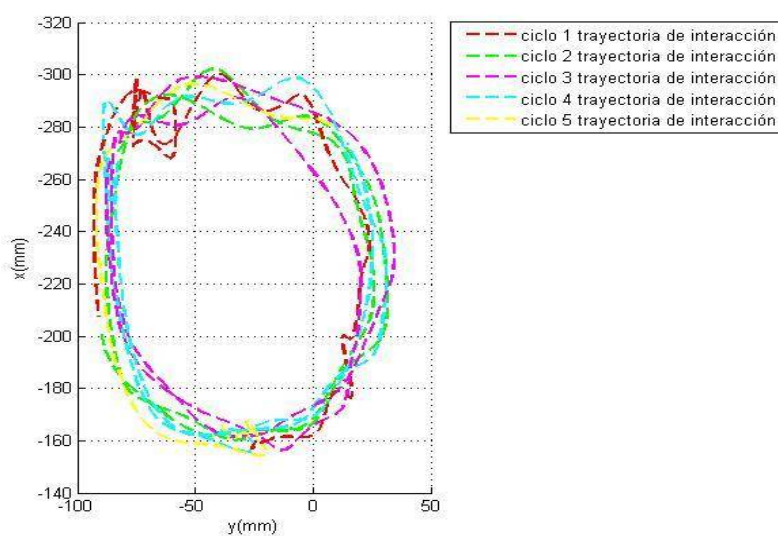 -320
-300
-280
-260
-240
-220
-200
-180
-160
-140
-100
-50
0
50
x(mm)
y(mm)
ciclo 1 trayectoria de interacción
ciclo 2 trayectoria de interacción
ciclo 3 trayectoria de interacción
ciclo 4 trayectoria de interacción
ciclo 5 trayectoria de interacción